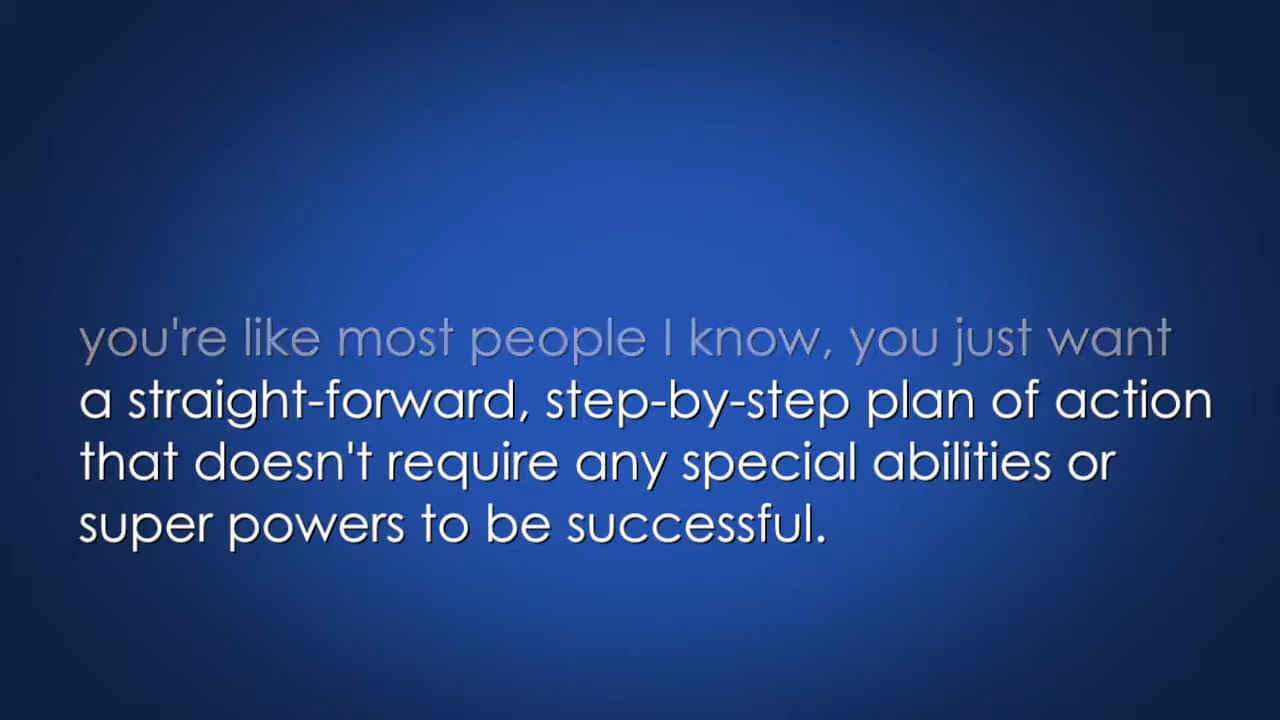 you're like most people I know, you just want
a straight-forward, step-by-step plan of action
that doesn't require any special abilities or
super powers to be successful.